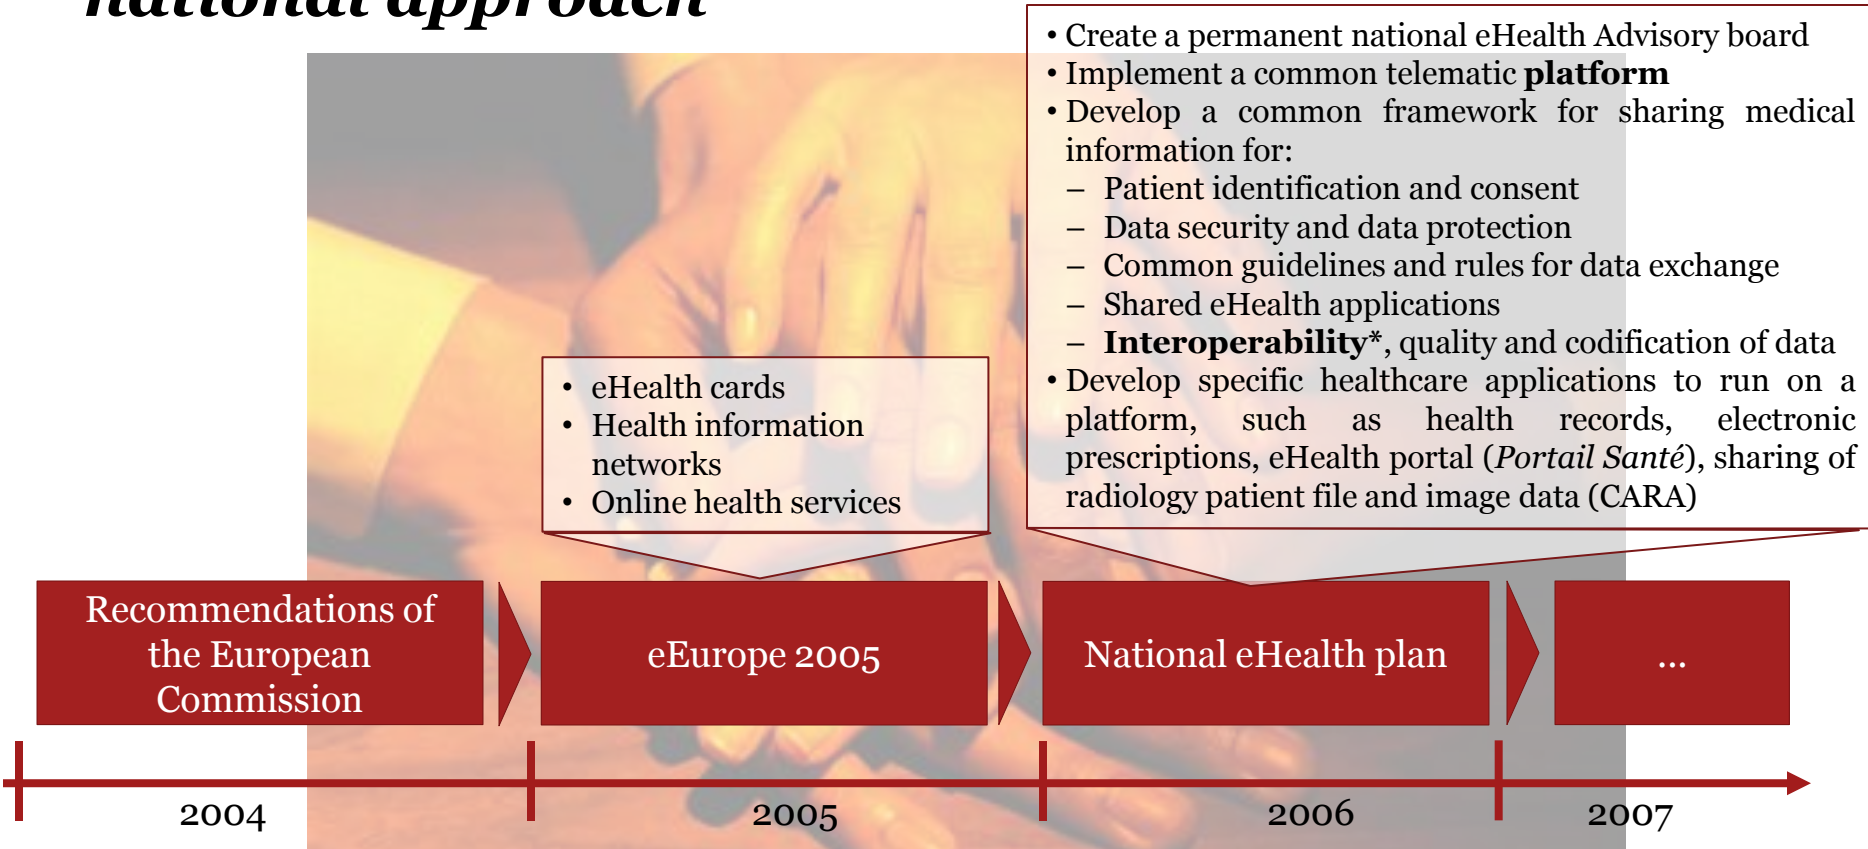 national approach
• Create a permanent national eHealth Advisory board
• Implement a common telematic platform
• Develop a common framework for sharing medical
information for:
– Patient identification and consent
– Data security and data protection
– Common guidelines and rules for data exchange
– Shared eHealth applications
– Interoperability*, quality and codification of data
• Develop specific healthcare applications to run on a
platform, such as health records, electronic
prescriptions, eHealth portal (Portail Santé), sharing of
radiology patient file and image data (CARA)
• eHealth cards
• Health information
networks
• Online health services
Recommendations of
the European
Commission
eEurope 2005
National eHealth plan
...
2004
2005
2006
2007